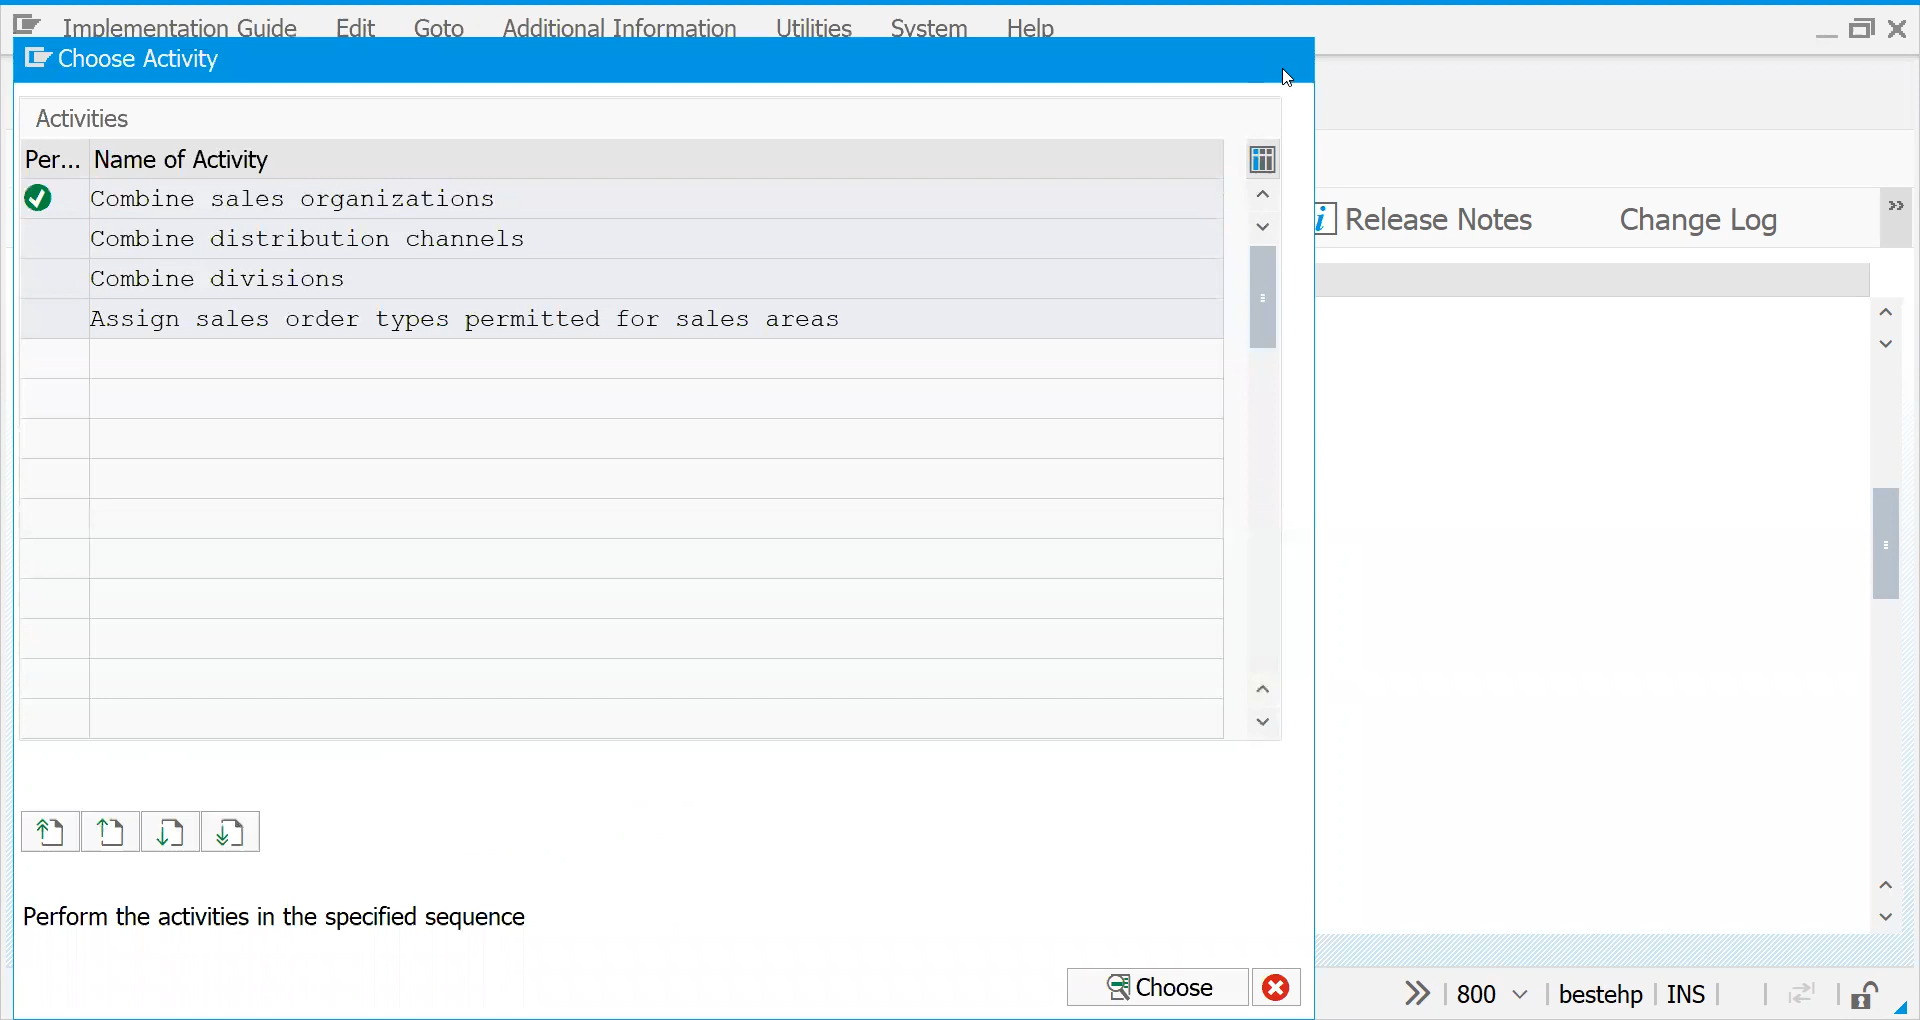 Implementation Guide Edit Goto Additional Information Utilities System Help
Choose Activity
Activities
Per... Name of Activity
Combine sales organizations
Combine distribution channels
Combine divisions
Assign sales order types permitted for sales areas
i Release Notes Change Log
Perform the activities in the specified sequence
Choose
800 bestehp INS